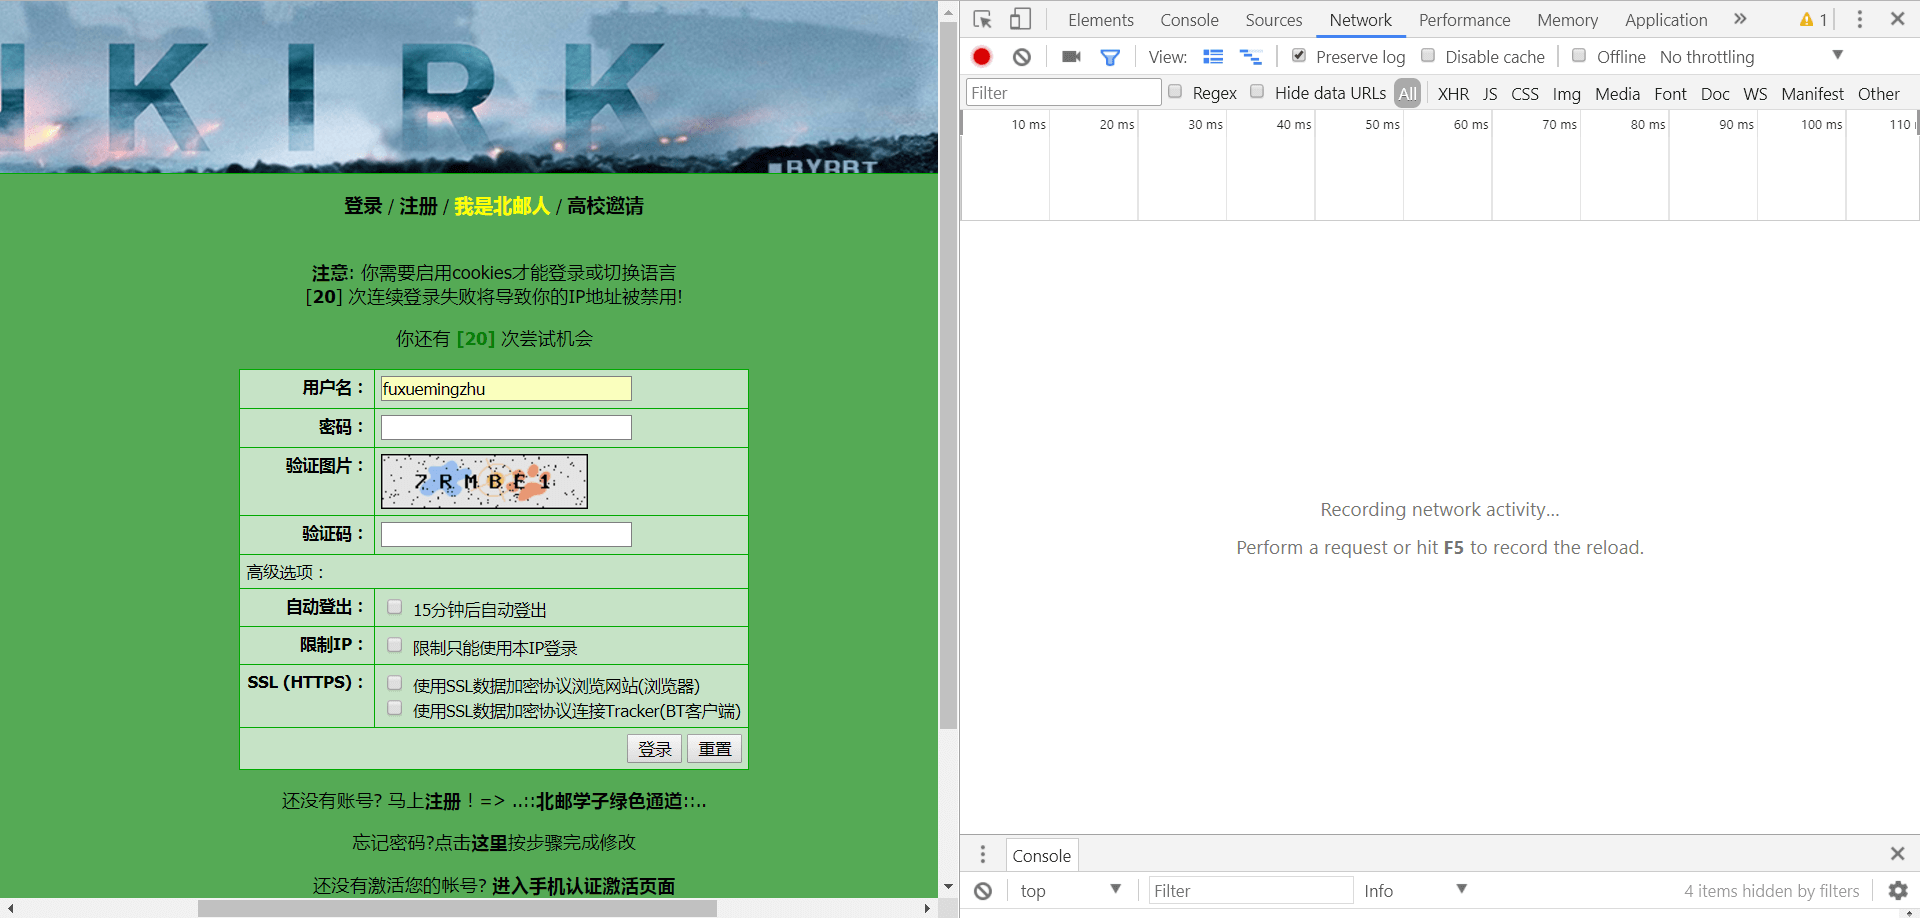 KIRK
BYRBT
登录 / 注册 / 我是北邮人 / 高校邀请
注意: 你需要启用cookies才能登录或切换语言
[20] 次连续登录失败将导致你的IP地址被禁用!
你还有 [20] 次尝试机会
用户名： fuxuemingzhu
密码：
验证图片： 7 R M B E 1
验证码：
高级选项：
自动登出： 15分钟后自动登出
限制IP： 限制只能使用本IP登录
SSL (HTTPS)： 使用SSL数据加密协议浏览网站(浏览器)
使用SSL数据加密协议连接Tracker(BT客户端)
登录 重置
还没有账号? 马上注册！=> ..::北邮学子绿色通道::..
忘记密码?点击这里按步骤完成修改
还没有激活您的帐号? 进入手机认证激活页面
Elements Console Sources Network Performance Memory Application » 1
View: Preserve log Disable cache Offline No throttling
Filter Regex Hide data URLs All XHR JS CSS Img Media Font Doc WS Manifest Other
10 ms 20 ms 30 ms 40 ms 50 ms 60 ms 70 ms 80 ms 90 ms 100 ms 110
Recording network activity...
Perform a request or hit F5 to record the reload.
Console
top Filter Info 4 items hidden by filters